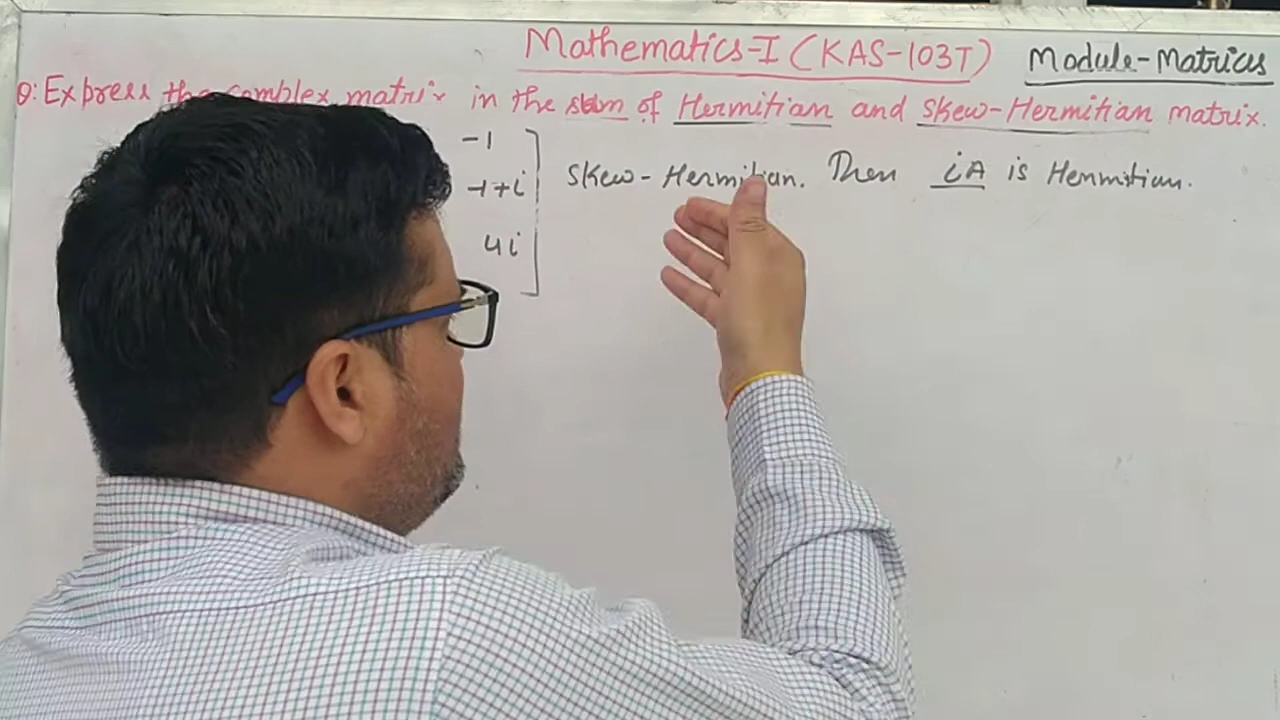 Mathematics-I (KAS-103T) Module-Matrices
Q: Express the complex matrix in the sum of Hermitian and Skew-Hermitian matrix.
-1
-1+i
4i
Skew-Hermitian. Then iA is Hermitian.